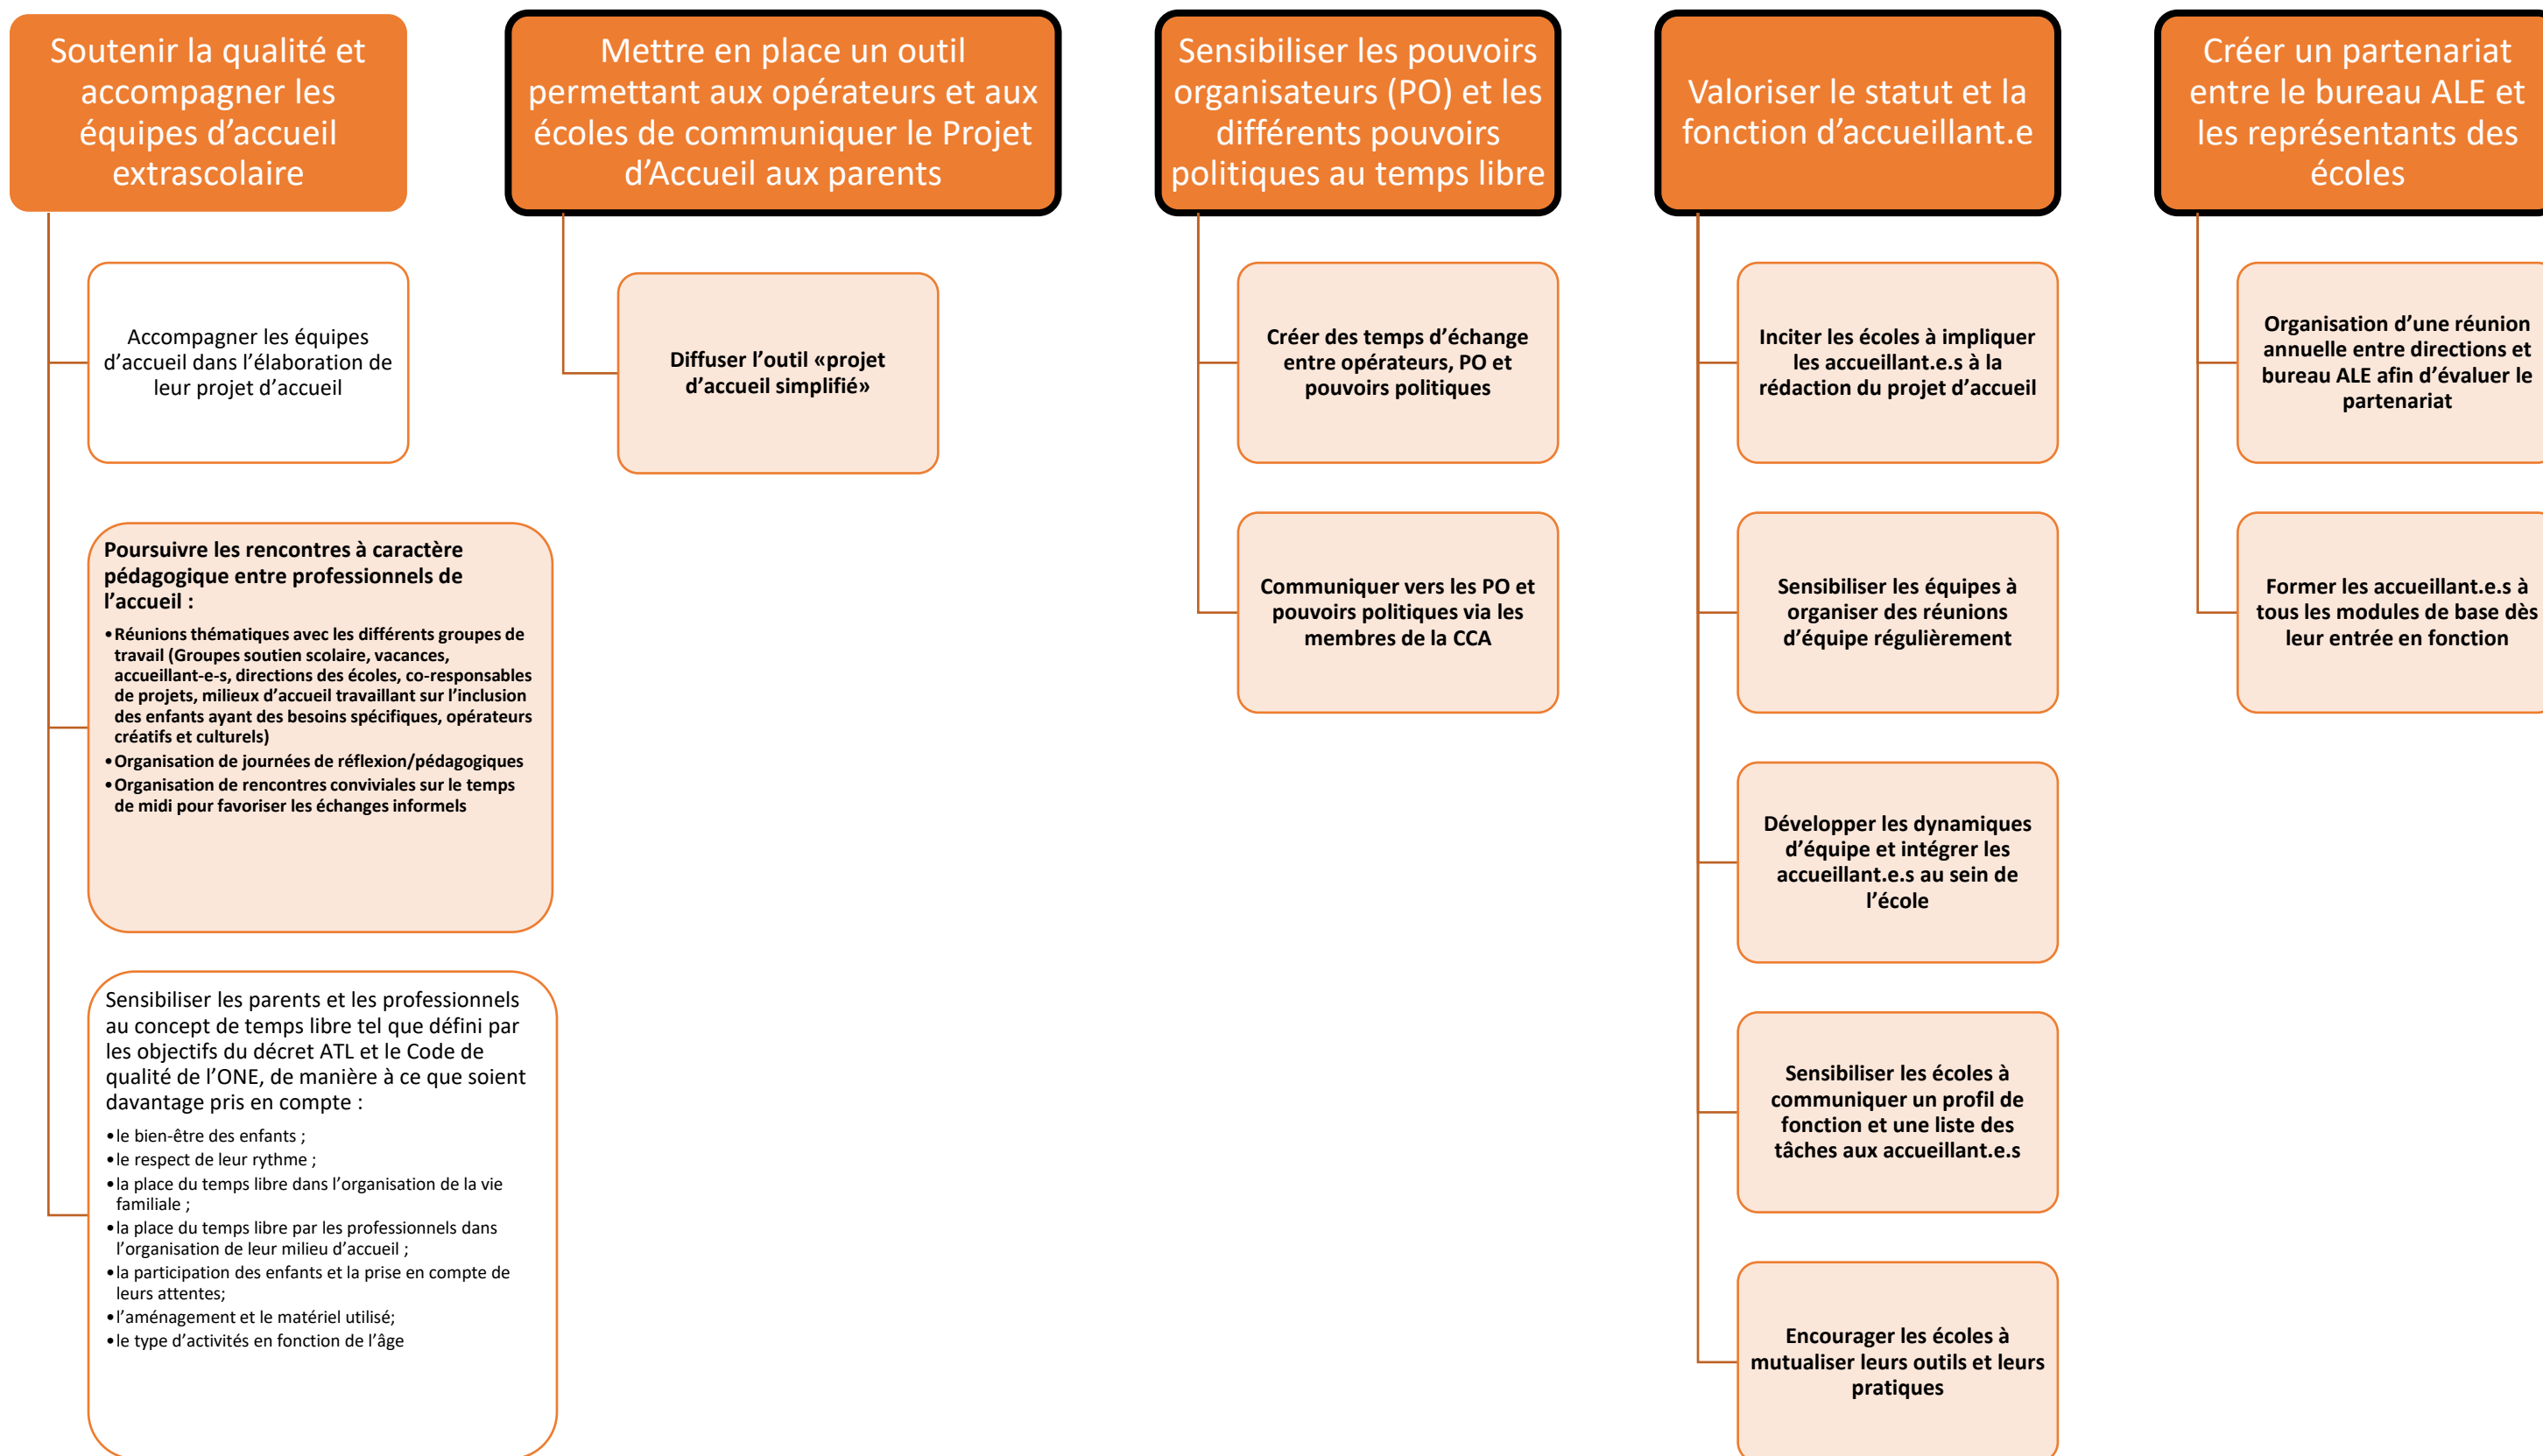 Soutenir la qualité et
accompagner les
équipes d’accueil
extrascolaire
Accompagner les équipes
d’accueil dans l’élaboration de
leur projet d’accueil
Poursuivre les rencontres à caractère
pédagogique entre professionnels de
l’accueil :
•Réunions thématiques avec les différents groupes de
travail (Groupes soutien scolaire, vacances,
accueillant-e-s, directions des écoles, co-responsables
de projets, milieux d’accueil travaillant sur l’inclusion
des enfants ayant des besoins spécifiques, opérateurs
créatifs et culturels)
•Organisation de journées de réflexion/pédagogiques
•Organisation de rencontres conviviales sur le temps
de midi pour favoriser les échanges informels
Sensibiliser les parents et les professionnels
au concept de temps libre tel que défini par
les objectifs du décret ATL et le Code de
qualité de l’ONE, de manière à ce que soient
davantage pris en compte :
•le bien-être des enfants ;
•le respect de leur rythme ;
•la place du temps libre dans l’organisation de la vie
familiale ;
•la place du temps libre par les professionnels dans
l’organisation de leur milieu d’accueil ;
•la participation des enfants et la prise en compte de
leurs attentes;
•l’aménagement et le matériel utilisé;
•le type d’activités en fonction de l’âge
Mettre en place un outil
permettant aux opérateurs et aux
écoles de communiquer le Projet
d’Accueil aux parents
Diffuser l’outil «projet
d’accueil simplifié»
Sensibiliser les pouvoirs
organisateurs (PO) et les
différents pouvoirs
politiques au temps libre
Créer des temps d’échange
entre opérateurs, PO et
pouvoirs politiques
Communiquer vers les PO et
pouvoirs politiques via les
membres de la CCA
Valoriser le statut et la
fonction d’accueillant.e
Inciter les écoles à impliquer
les accueillant.e.s à la
rédaction du projet d’accueil
Sensibiliser les équipes à
organiser des réunions
d’équipe régulièrement
Développer les dynamiques
d’équipe et intégrer les
accueillant.e.s au sein de
l’école
Sensibiliser les écoles à
communiquer un profil de
fonction et une liste des
tâches aux accueillant.e.s
Encourager les écoles à
mutualiser leurs outils et leurs
pratiques
Créer un partenariat
entre le bureau ALE et
les représentants des
écoles
Organisation d’une réunion
annuelle entre directions et
bureau ALE afin d’évaluer le
partenariat
Former les accueillant.e.s à
tous les modules de base dès
leur entrée en fonction